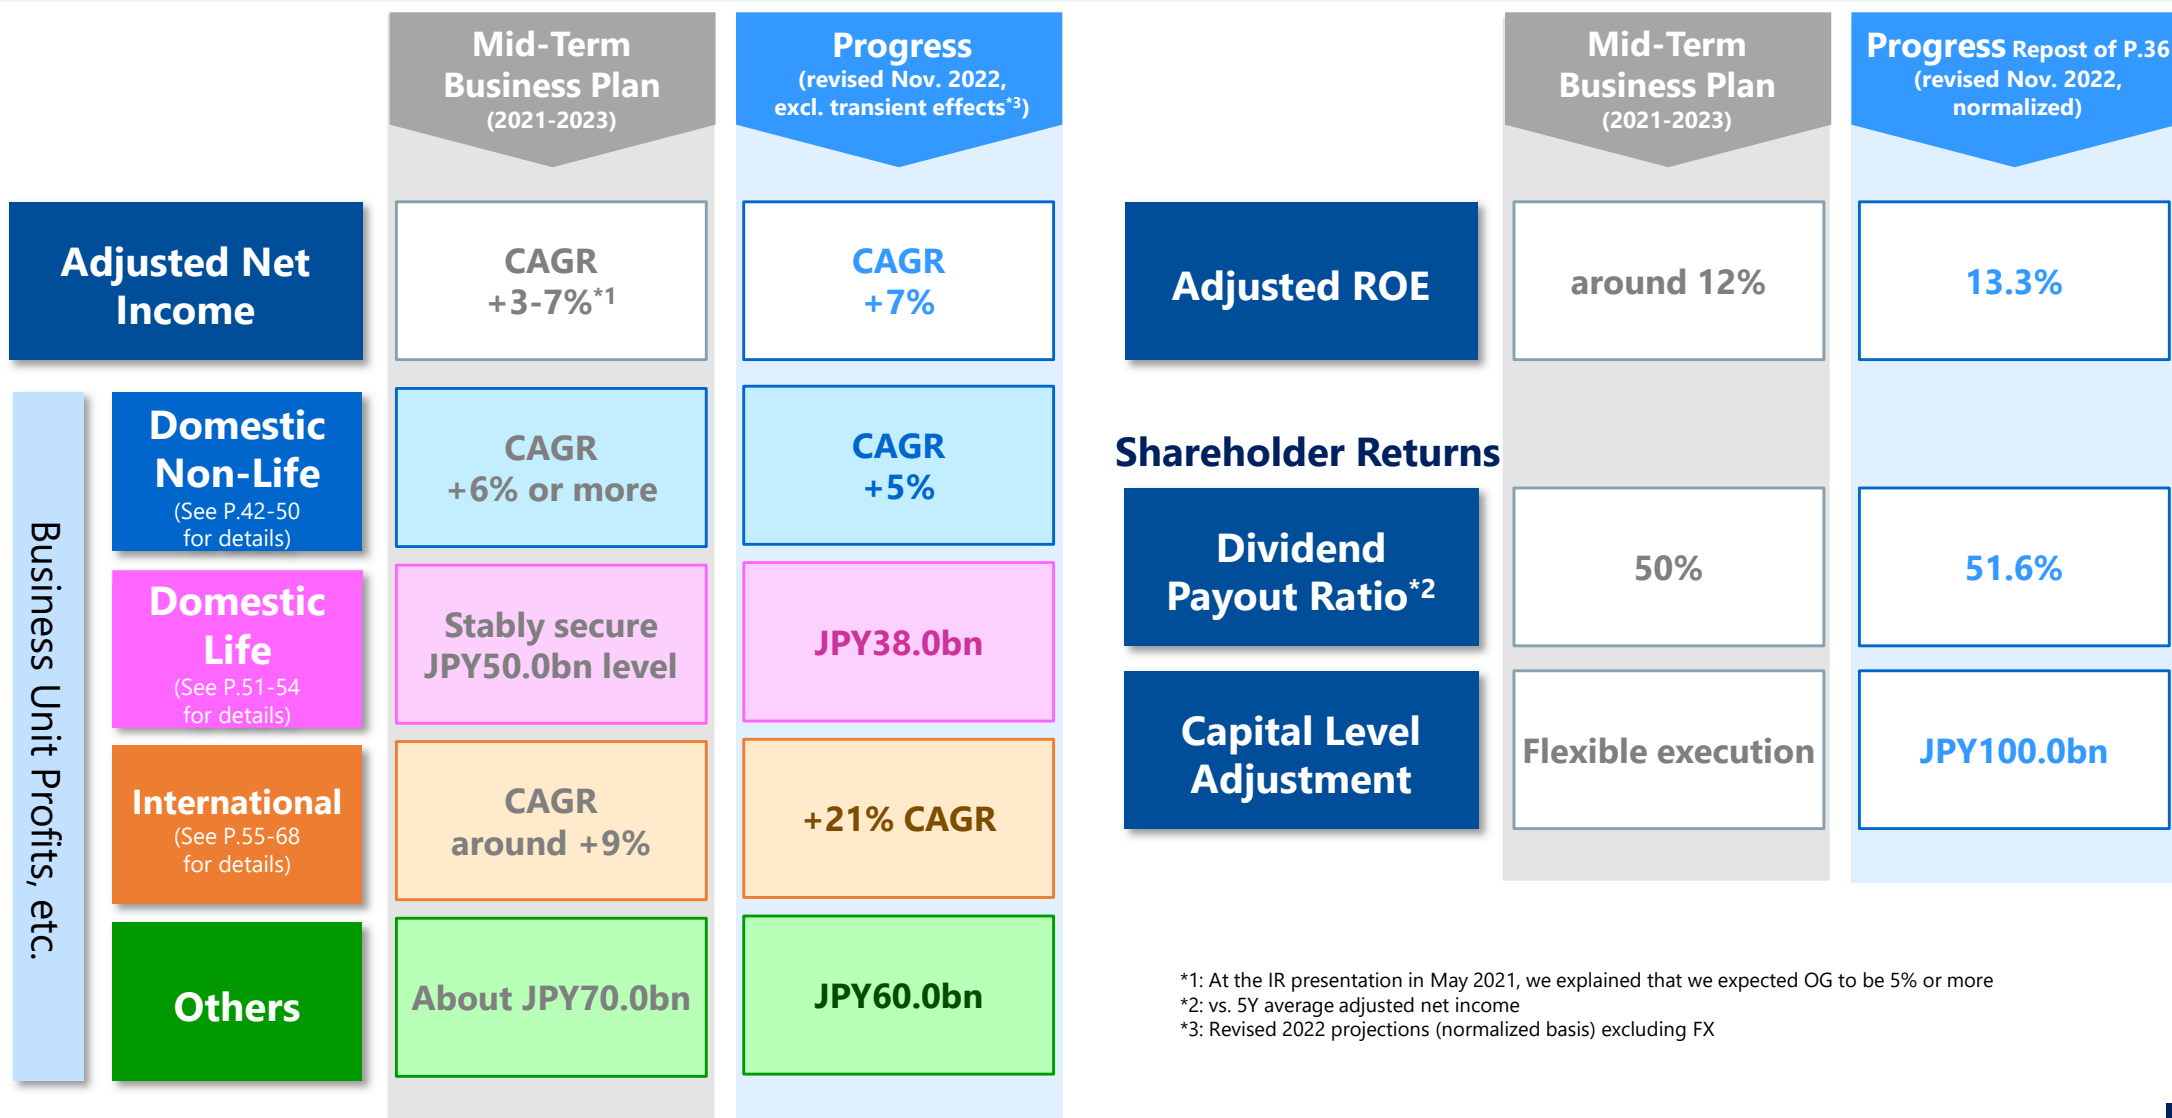 Mid-Term
Business Plan
(2021-2023)
Progress
(revised Nov. 2022,
excl. transient effects*3)
Adjusted Net
Income
CAGR
+3-7%*1
CAGR
+7%
Business Unit Profits, etc.
Domestic
Non-Life
(See P.42-50
for details)
CAGR
+6% or more
CAGR
+5%
Domestic
Life
(See P.51-54
for details)
Stably secure
JPY50.0bn level
JPY38.0bn
International
(See P.55-68
for details)
CAGR
around +9%
+21% CAGR
Others
About JPY70.0bn
JPY60.0bn
Mid-Term
Business Plan
(2021-2023)
Progress Repost of P.36
(revised Nov. 2022,
normalized)
Adjusted ROE
around 12%
13.3%
Shareholder Returns
Dividend
Payout Ratio*2
50%
51.6%
Capital Level
Adjustment
Flexible execution
JPY100.0bn
*1: At the IR presentation in May 2021, we explained that we expected OG to be 5% or more
*2: vs. 5Y average adjusted net income
*3: Revised 2022 projections (normalized basis) excluding FX